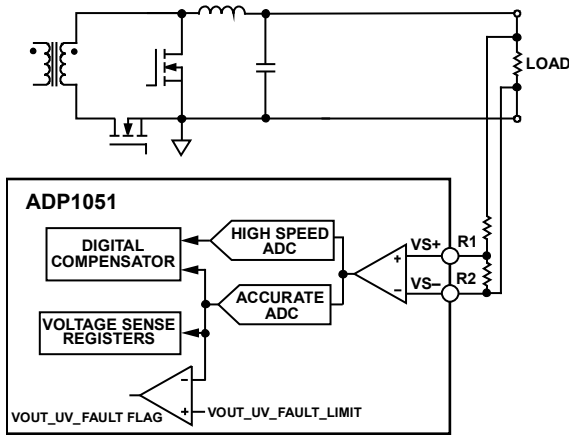 LOAD
ADP1051
HIGH SPEED
ADC
VS+
R1
DIGITAL
COMPENSATOR
+
R2
ACCURATE
ADC
–
VS–
VOLTAGE SENSE
REGISTERS
–
+
VOUT_UV_FAULT FLAG
VOUT_UV_FAULT_LIMIT